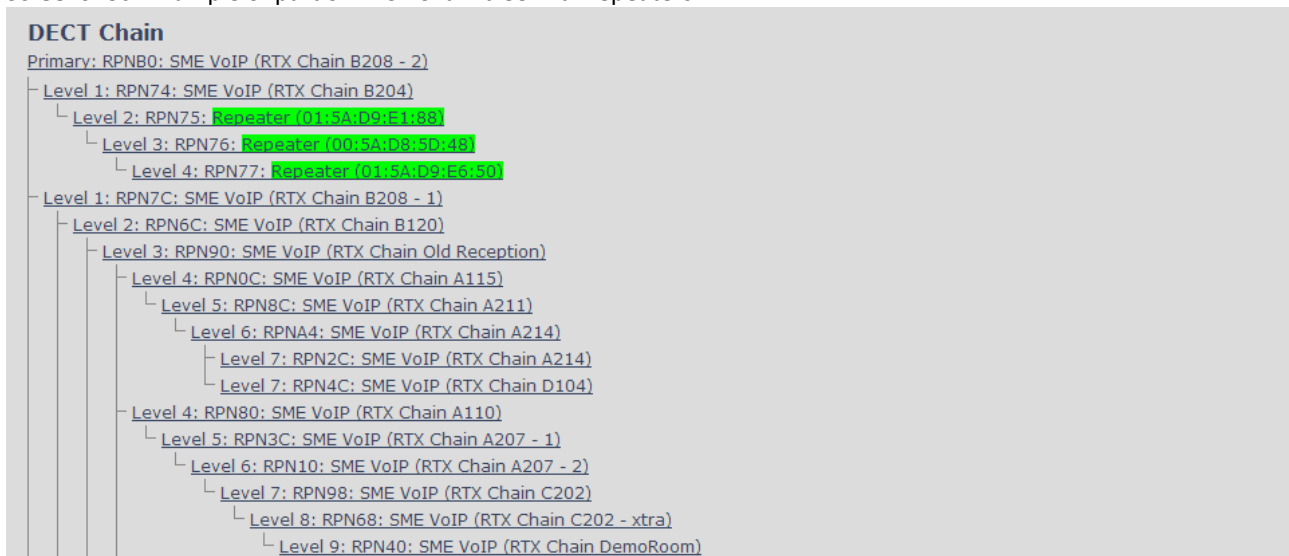 DECT Chain
Primary: RPNB0: SME VoIP (RTX Chain B208 - 2)
Level 1: RPN74: SME VoIP (RTX Chain B204)
Level 2: RPN75: Repeater (01:5A:D9:E1:88)
Level 3: RPN76: Repeater (00:5A:D8:5D:48)
Level 4: RPN77: Repeater (01:5A:D9:E6:50)
Level 1: RPN7C: SME VoIP (RTX Chain B208 - 1)
Level 2: RPN6C: SME VoIP (RTX Chain B120)
Level 3: RPN90: SME VoIP (RTX Chain Old Reception)
Level 4: RPN0C: SME VoIP (RTX Chain A115)
Level 5: RPN8C: SME VoIP (RTX Chain A211)
Level 6: RPNA4: SME VoIP (RTX Chain A214)
Level 7: RPN2C: SME VoIP (RTX Chain A214)
Level 7: RPN4C: SME VoIP (RTX Chain D104)
Level 4: RPN80: SME VoIP (RTX Chain A110)
Level 5: RPN3C: SME VoIP (RTX Chain A207 - 1)
Level 6: RPN10: SME VoIP (RTX Chain A207 - 2)
Level 7: RPN98: SME VoIP (RTX Chain C202)
Level 8: RPN68: SME VoIP (RTX Chain C202 - xtra)
Level 9: RPN40: SME VoIP (RTX Chain DemoRoom)